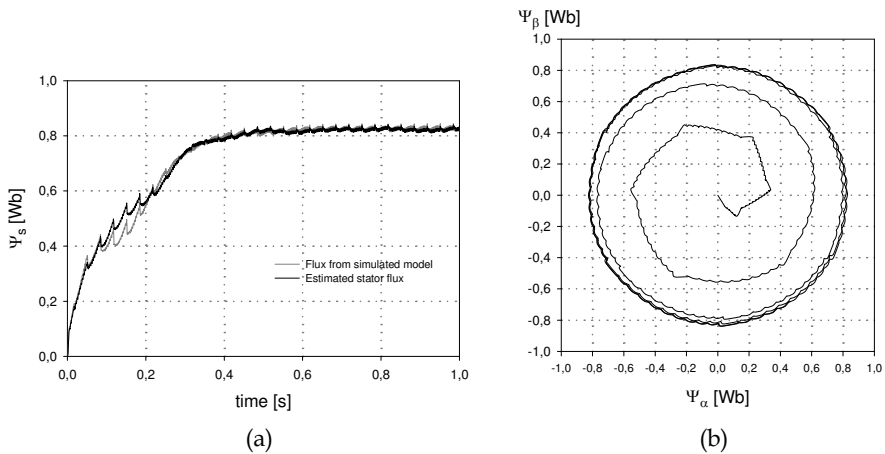 1,0
0,8
0,6
0,4
0,2
0,0
Ψs [Wb]
Flux from simulated model
Estimated stator flux
0,0 0,2 0,4 0,6 0,8 1,0
time [s]
(a)
Ψβ [Wb]
1,0
0,8
0,6
0,4
0,2
0,0
-0,2
-0,4
-0,6
-0,8
-1,0
-1,0 -0,8 -0,6 -0,4 -0,2 0,0 0,2 0,4 0,6 0,8 1,0
Ψα [Wb]
(b)